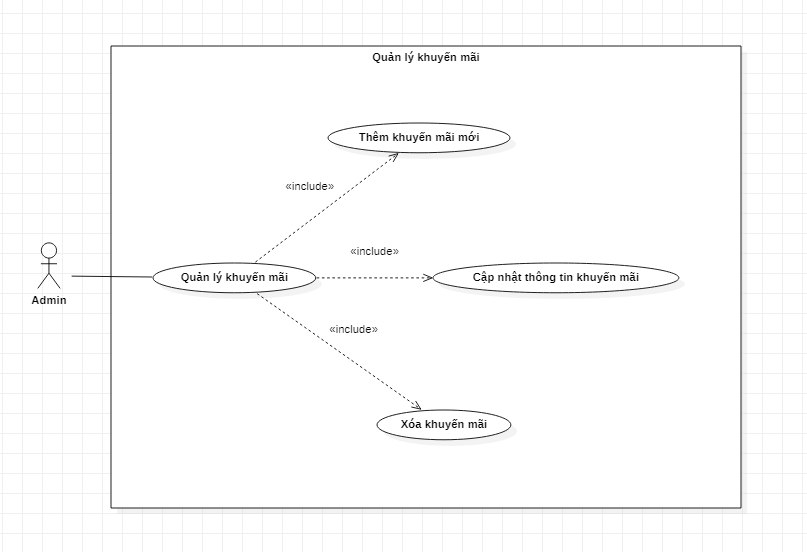 Quản lý khuyến mãi
Thêm khuyến mãi mới
«include»
«include»
Quản lý khuyến mãi
Cập nhật thông tin khuyến mãi
Admin
«include»
Xóa khuyến mãi